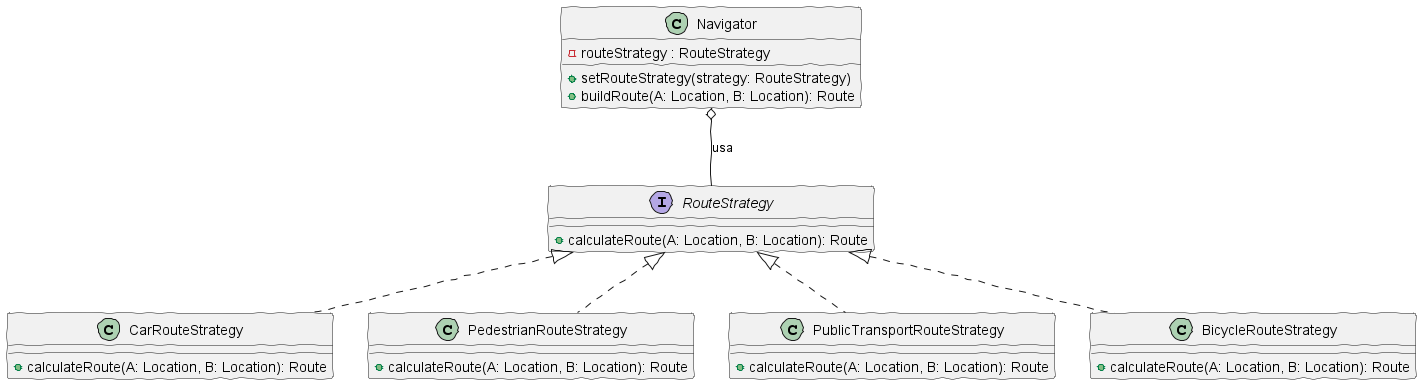 C Navigator
routeStrategy : RouteStrategy
setRouteStrategy(strategy: RouteStrategy)
buildRoute(A: Location, B: Location): Route
usa
I RouteStrategy
calculateRoute(A: Location, B: Location): Route
C CarRouteStrategy
calculateRoute(A: Location, B: Location): Route
C PedestrianRouteStrategy
calculateRoute(A: Location, B: Location): Route
C PublicTransportRouteStrategy
calculateRoute(A: Location, B: Location): Route
C BicycleRouteStrategy
calculateRoute(A: Location, B: Location): Route